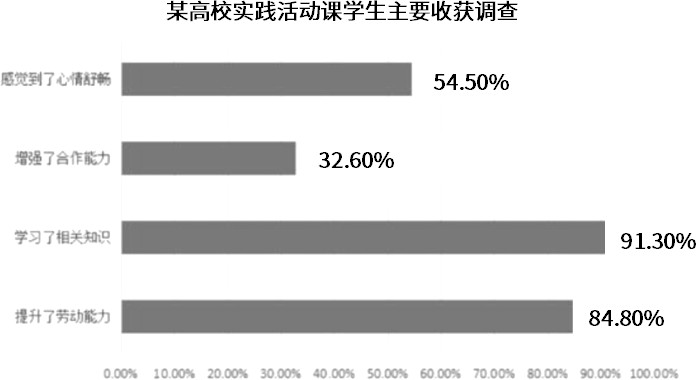 某高校实践活动课学生主要收获调查
感觉到了心情舒畅 54.50%
增强了合作能力 32.60%
学习了相关知识 91.30%
提升了劳动能力 84.80%
0.00% 10.00% 20.00% 30.00% 40.00% 50.00% 60.00% 70.00% 80.00% 90.00% 100.00%